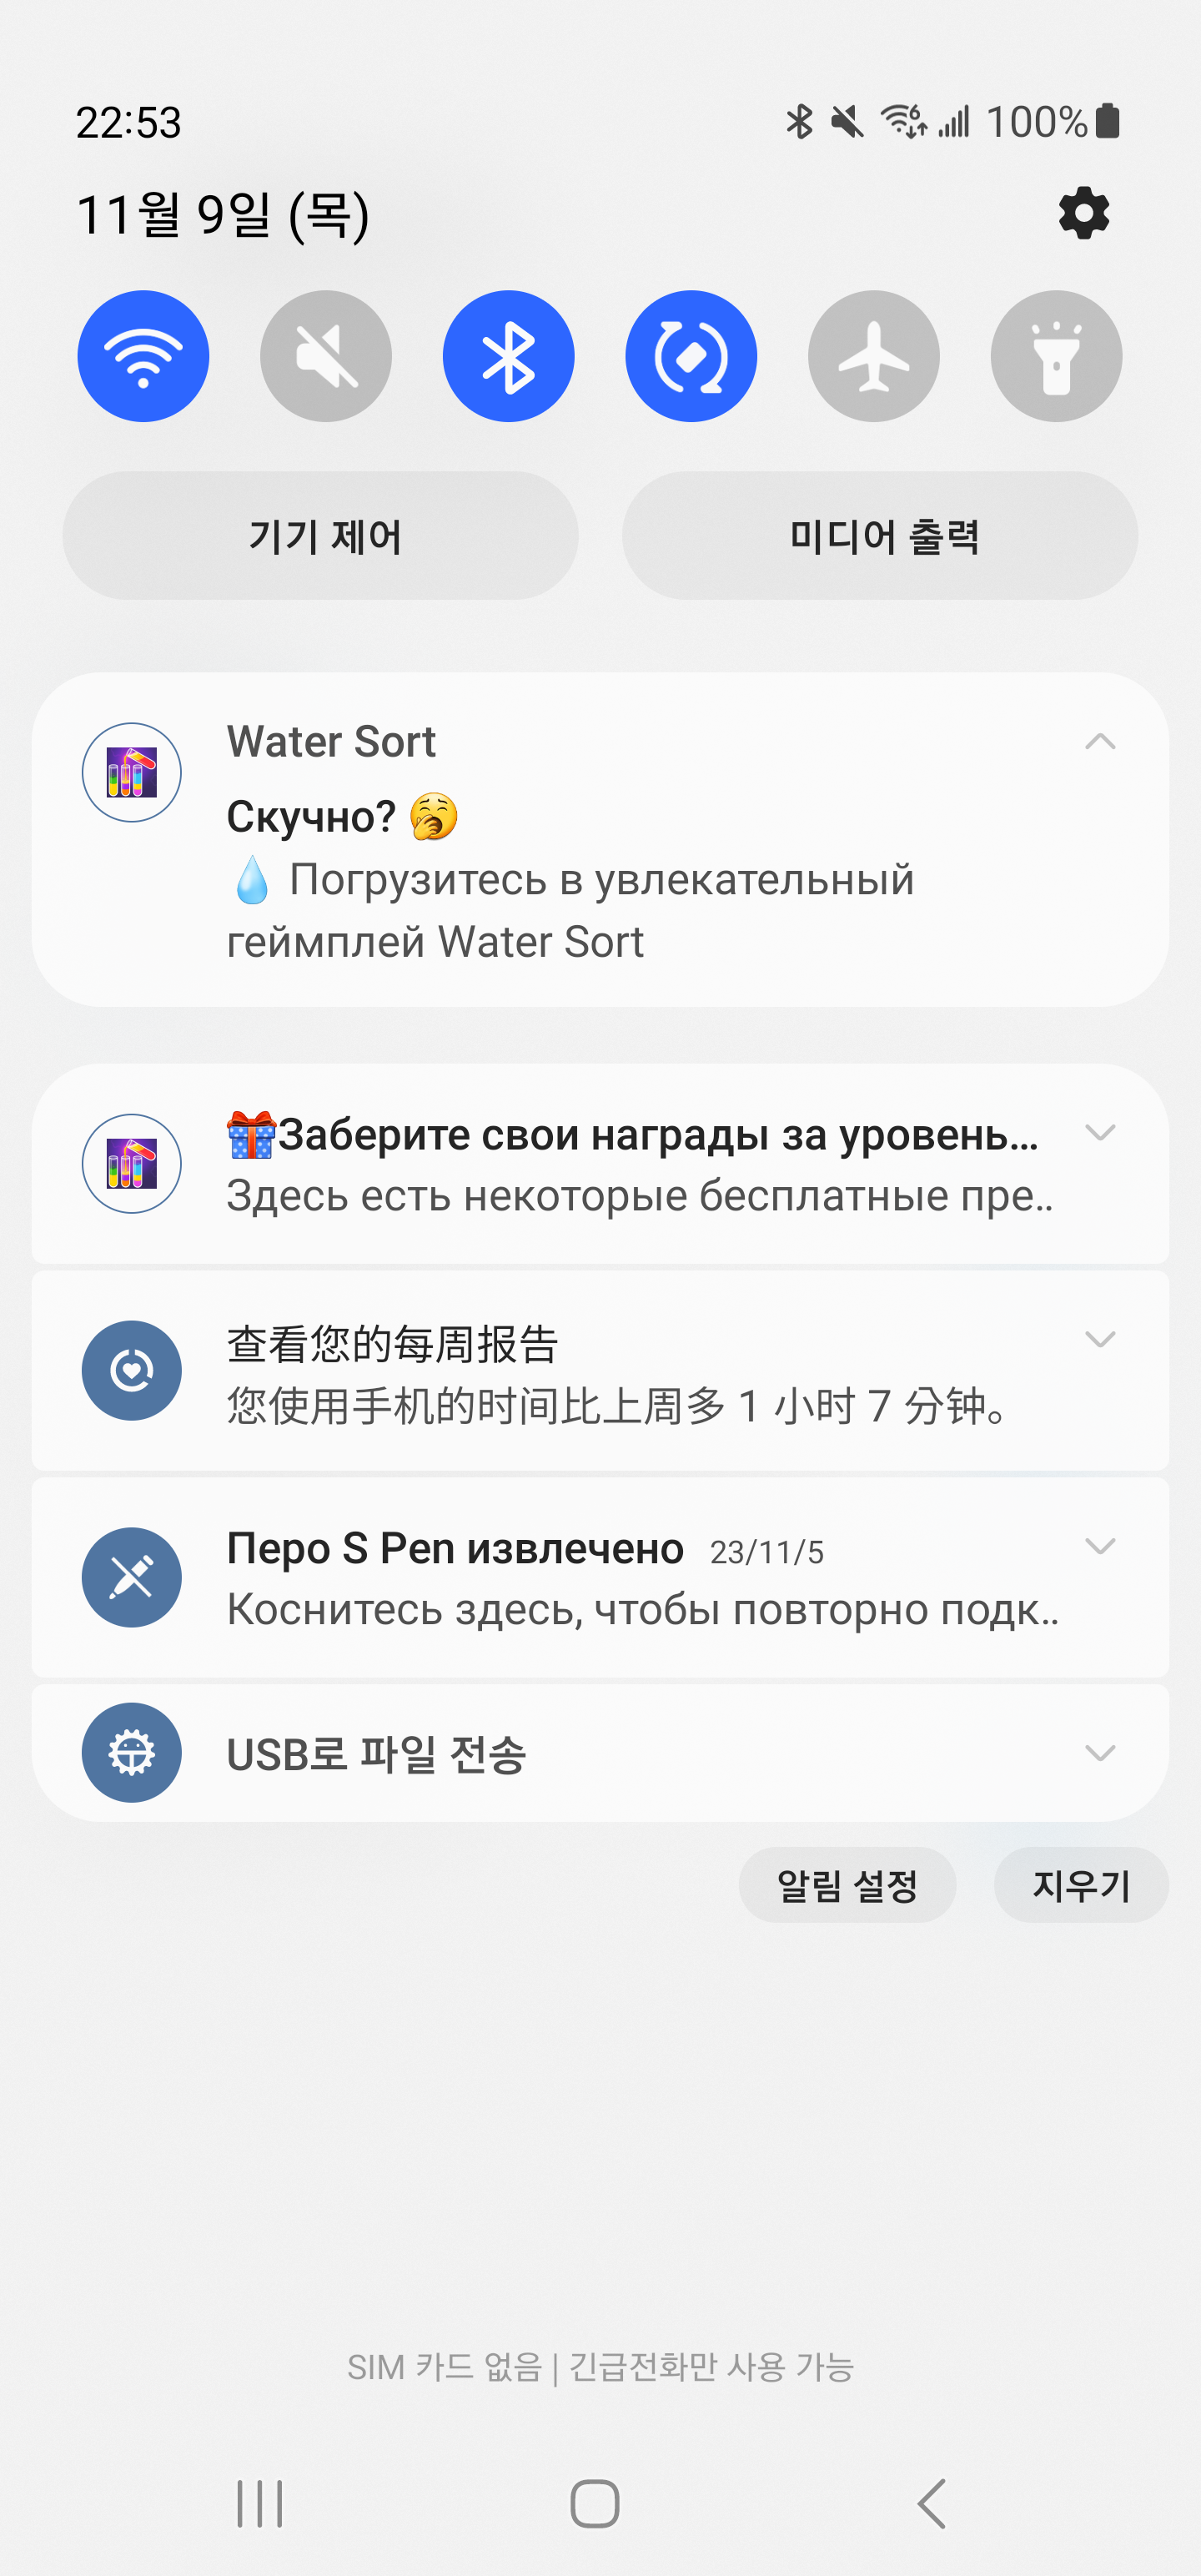 22:53
100%
11월 9일 (목)
기기 제어
미디어 출력
Water Sort
Скучно? 🥱
💧 Погрузитесь в увлекательный
геймплей Water Sort
🎁Заберите свои награды за уровень...
Здесь есть некоторые бесплатные пре..
查看您的每周报告
您使用手机的时间比上周多 1 小时 7 分钟。
Перо S Pen извлечено 23/11/5
Коснитесь здесь, чтобы повторно подк..
USB로 파일 전송
알림 설정
지우기
SIM 카드 없음 | 긴급전화만 사용 가능